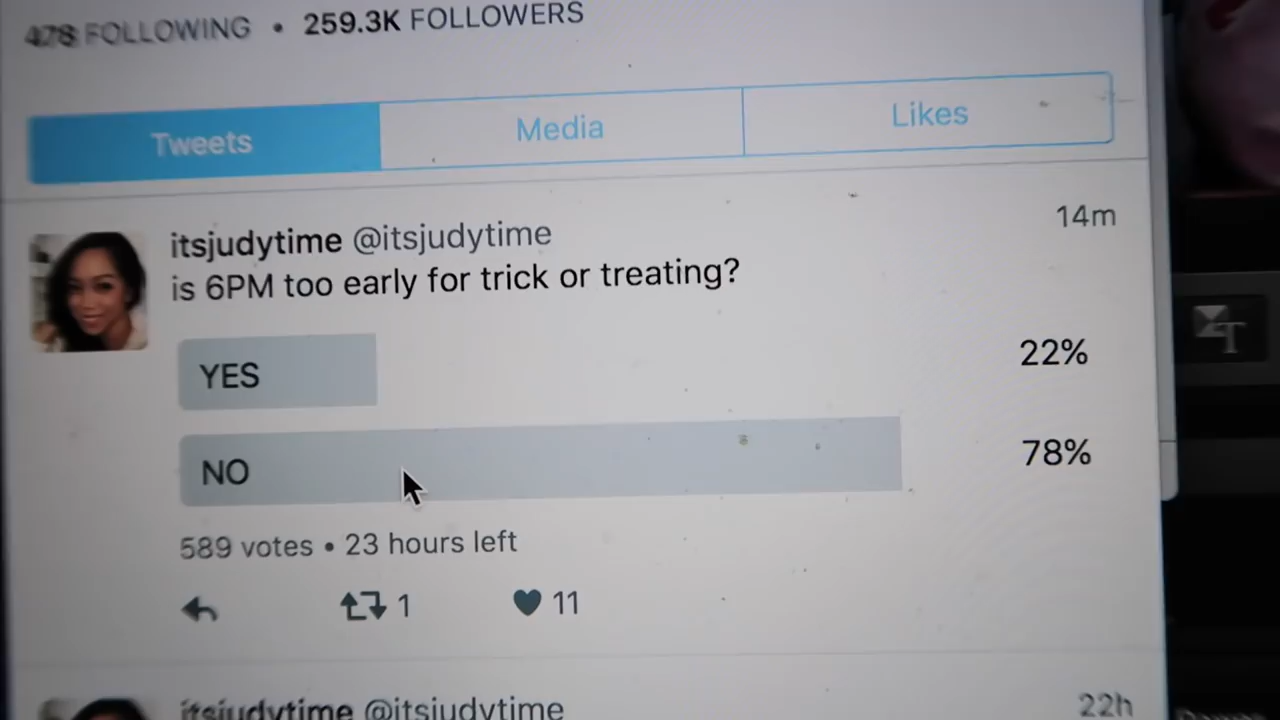 478 FOLLOWING • 259.3K FOLLOWERS
Tweets Media Likes
itsjudytime @itsjudytime 14m
is 6PM too early for trick or treating?
YES 22%
NO 78%
589 votes • 23 hours left
1 11
itsjudytime @itsjudytime 22h